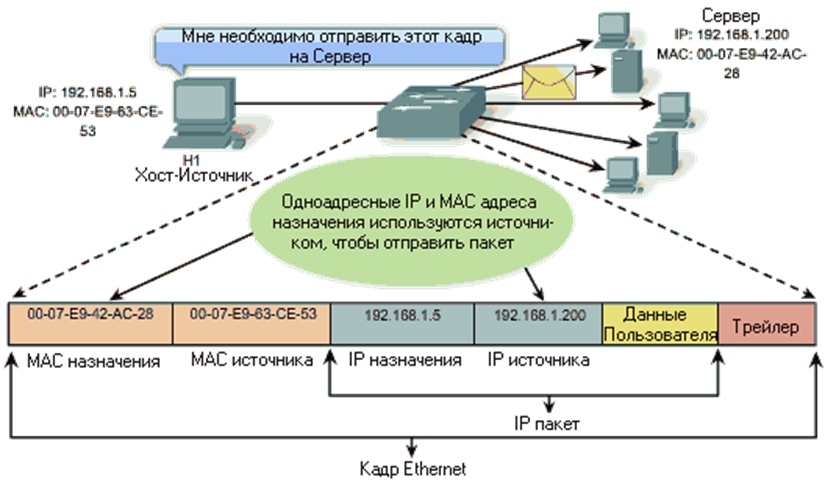 Мне необходимо отправить этот кадр
на Сервер
Сервер
IP: 192.168.1.200
MAC: 00-07-E9-42-AC-
28
IP: 192.168.1.5
MAC: 00-07-E9-63-CE-
53
H1
Хост-Источник
Одноадресные IP и MAC адреса
назначения используются источни-
ком, чтобы отправить пакет
00-07-E9-42-AC-28
00-07-E9-63-CE-53
192.168.1.5
192.168.1.200
Данные
Пользователя
Трейлер
MAC назначения
MAC источника
IP назначения
IP источника
IP пакет
Кадр Ethernet